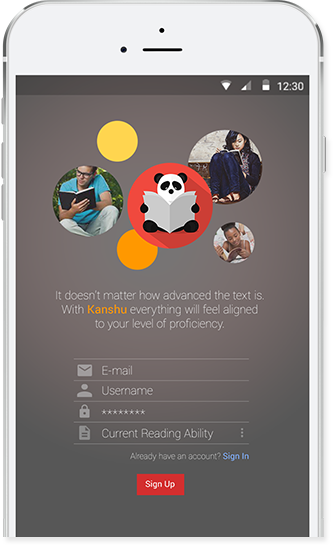 12:30
It doesn't matter how advanced the text is.
With Kanshu everything will feel aligned
to your level of proficiency.
E-mail
Username
********
Current Reading Ability
Already have an account? Sign In
Sign Up